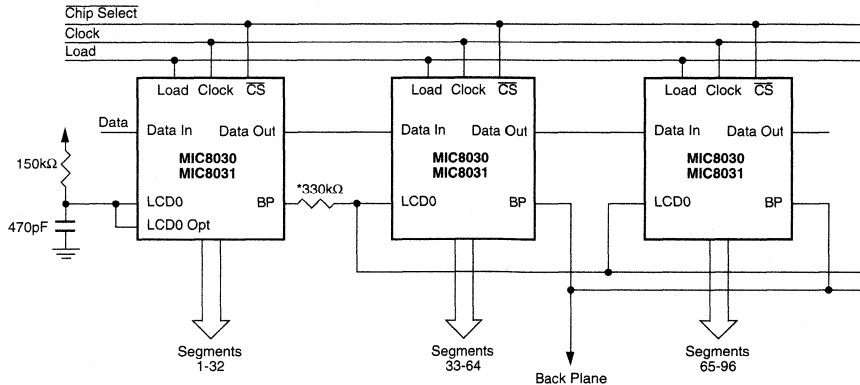 Chip Select
Clock
Load
Load Clock CS
Load Clock CS
Load Clock CS
Data
Data In Data Out
Data In Data Out
Data In Data Out
MIC8030
MIC8031
MIC8030
MIC8031
MIC8030
MIC8031
150kΩ
*330kΩ
LCD0 BP
LCD0 BP
LCD0 BP
470pF
LCD0 Opt
Segments
1-32
Segments
33-64
Segments
65-96
Back Plane